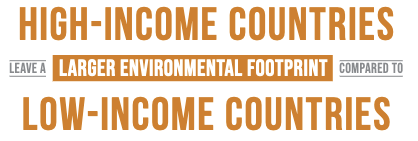 HIGH-INCOME COUNTRIES
LEAVE A LARGER ENVIRONMENTAL FOOTPRINT COMPARED TO
LOW-INCOME COUNTRIES